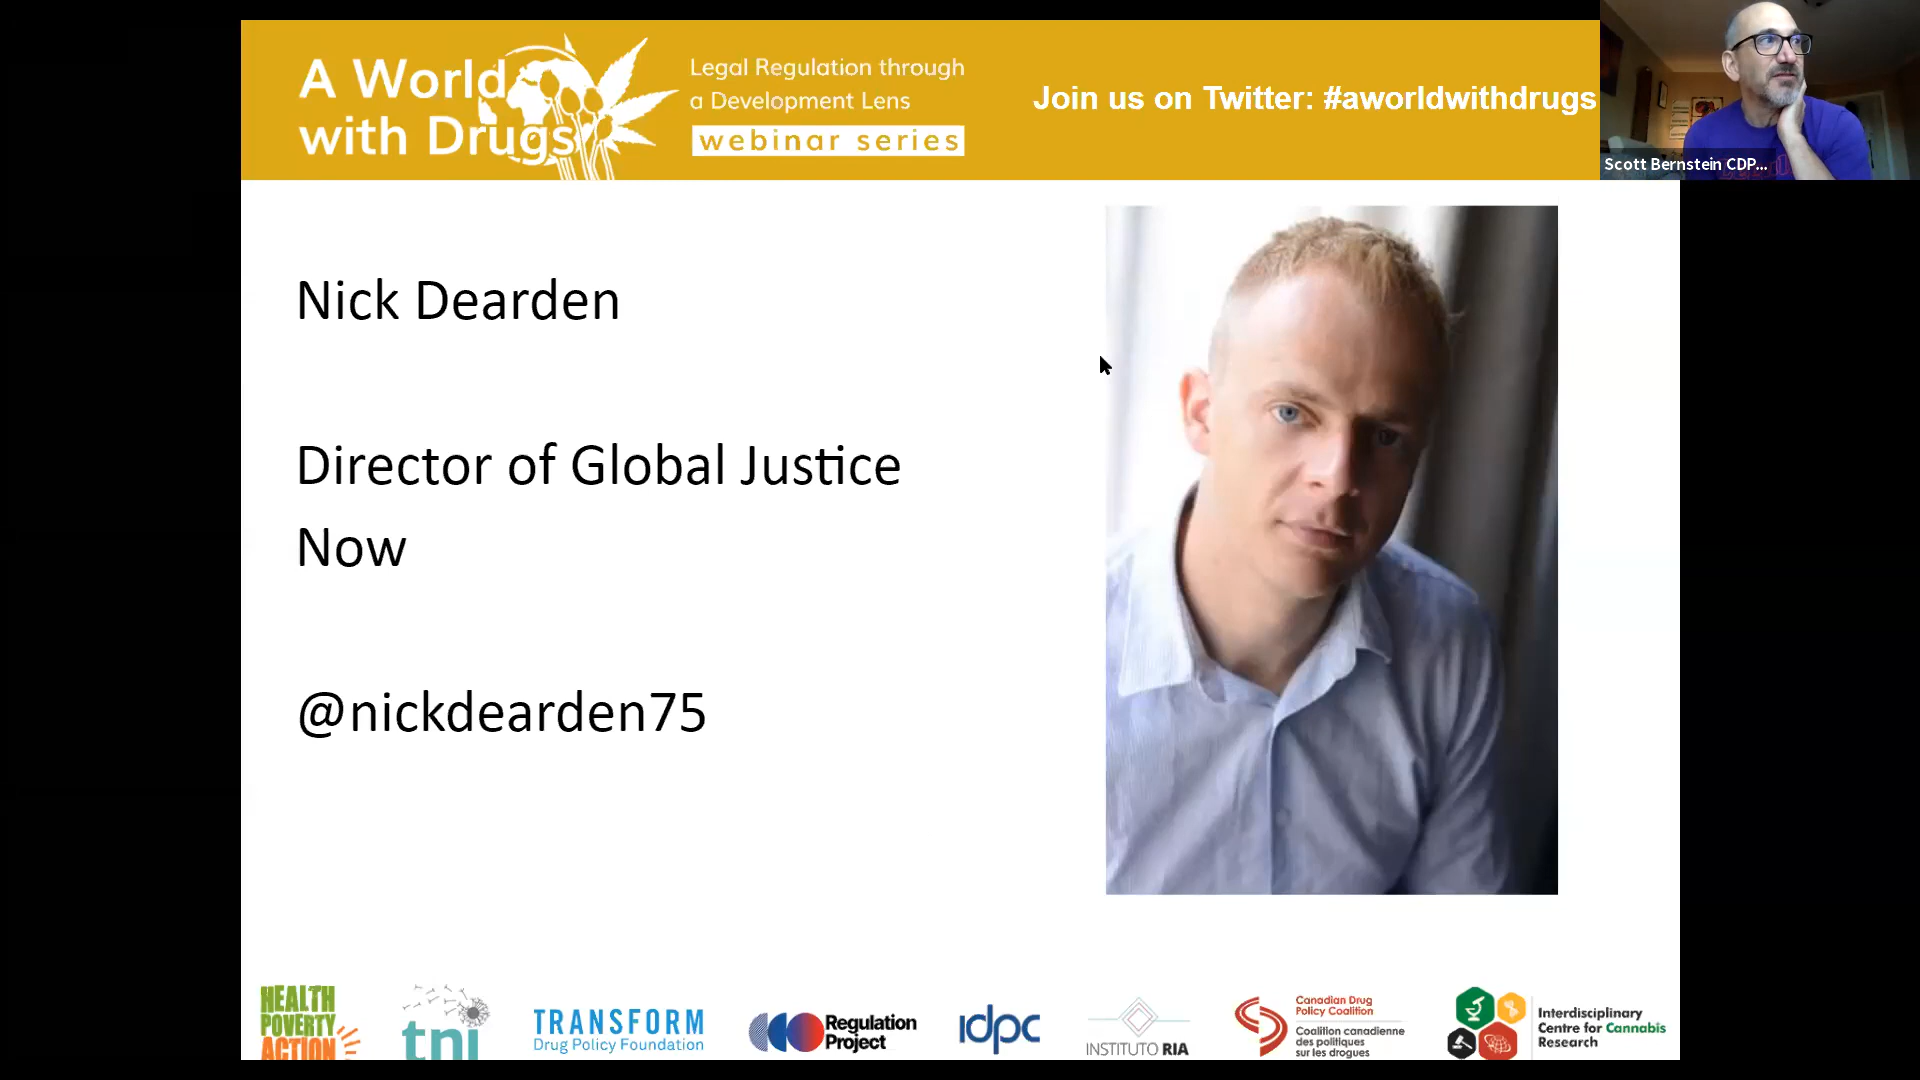 A World
with Drugs
Legal Regulation through
a Development Lens
webinar series
Join us on Twitter: #aworldwithdrugs
Scott Bernstein CDP...
Nick Dearden
Director of Global Justice
Now
@nickdearden75
HEALTH
POVERTY
ACTION
tni
TRANSFORM
Drug Policy Foundation
Regulation
Project
idpc
INSTITUTO RIA
Canadian Drug
Policy Coalition
Coalition canadienne
des politiques
sur les drogues
Interdisciplinary
Centre for Cannabis
Research